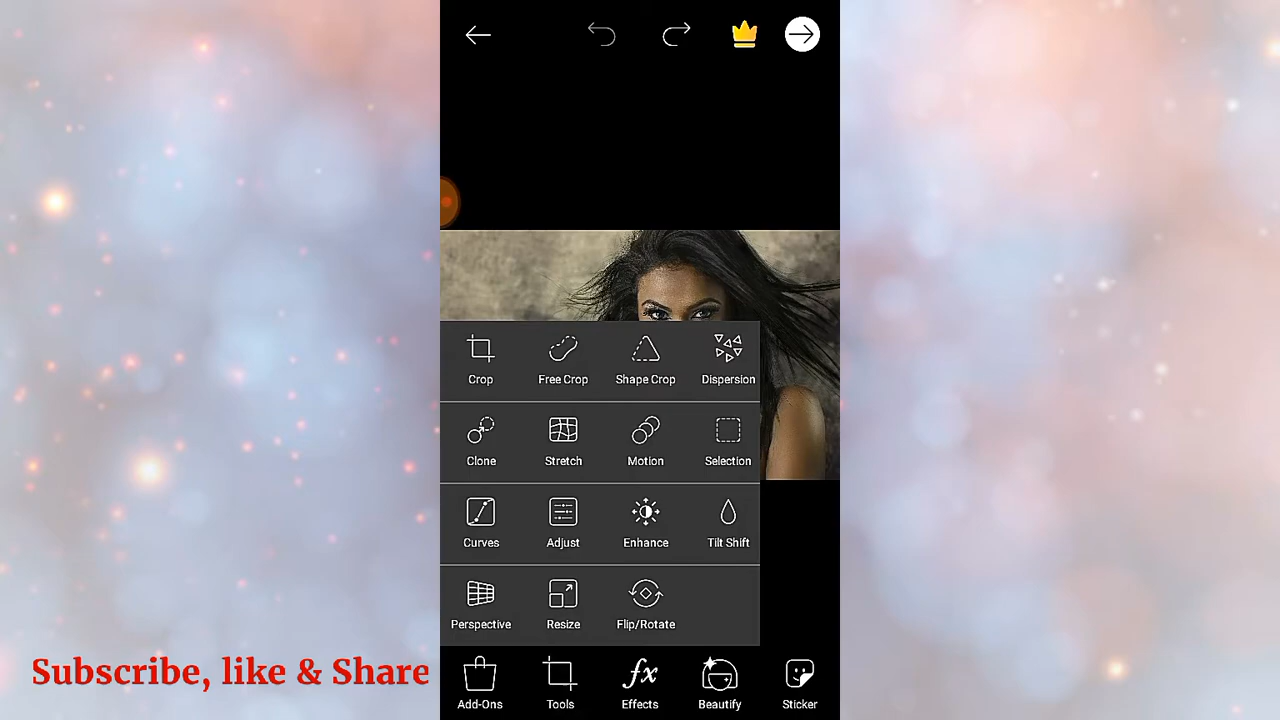 Crop Free Crop Shape Crop Dispersion
Clone Stretch Motion Selection
Curves Adjust Enhance Tilt Shift
Perspective Resize Flip/Rotate
Subscribe, like & Share
fx
Add-Ons Tools Effects Beautify Sticker